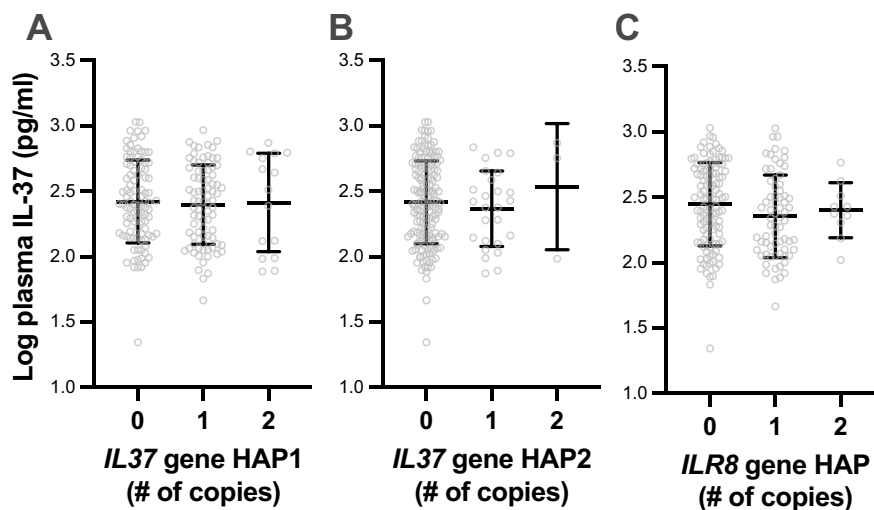 A
B
C
Log plasma IL-37 (pg/ml)
3.5
3.0
2.5
2.0
1.5
1.0
0 1 2
IL37 gene HAP1
(# of copies)
3.5
3.0
2.5
2.0
1.5
1.0
0 1 2
IL37 gene HAP2
(# of copies)
3.5
3.0
2.5
2.0
1.5
1.0
0 1 2
ILR8 gene HAP
(# of copies)